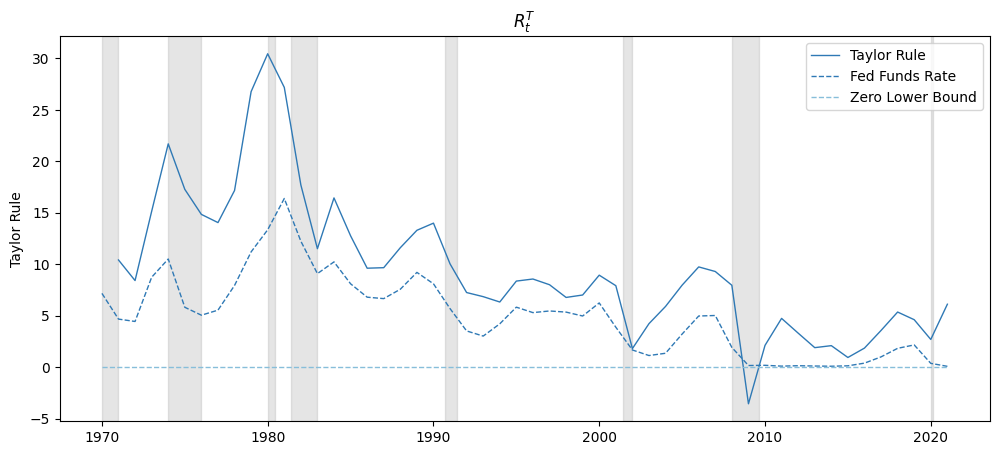 $R_t^T$
Taylor Rule
Fed Funds Rate
Zero Lower Bound
Taylor Rule
30
25
20
15
10
5
0
−5
1970
1980
1990
2000
2010
2020